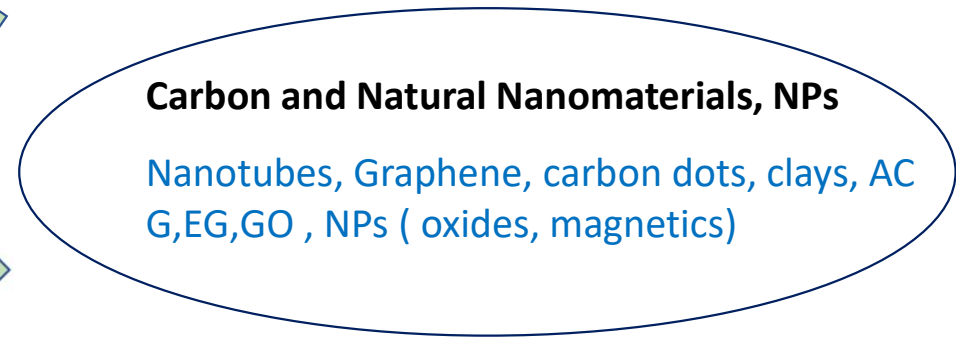 Carbon and Natural Nanomaterials, NPs
Nanotubes, Graphene, carbon dots, clays, AC
G,EG,GO , NPs ( oxides, magnetics)